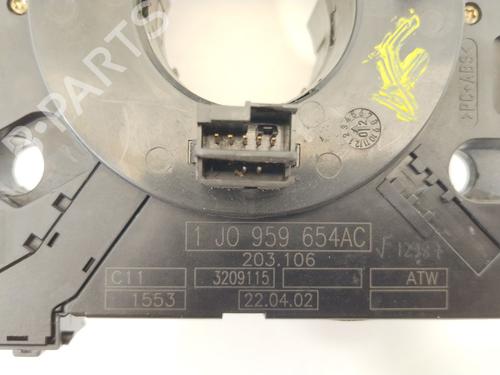 B-PARTS
>PC+ABS<
1 J0 959 654AC
203.106
C11
3209115
ATW
1553
22.04.02